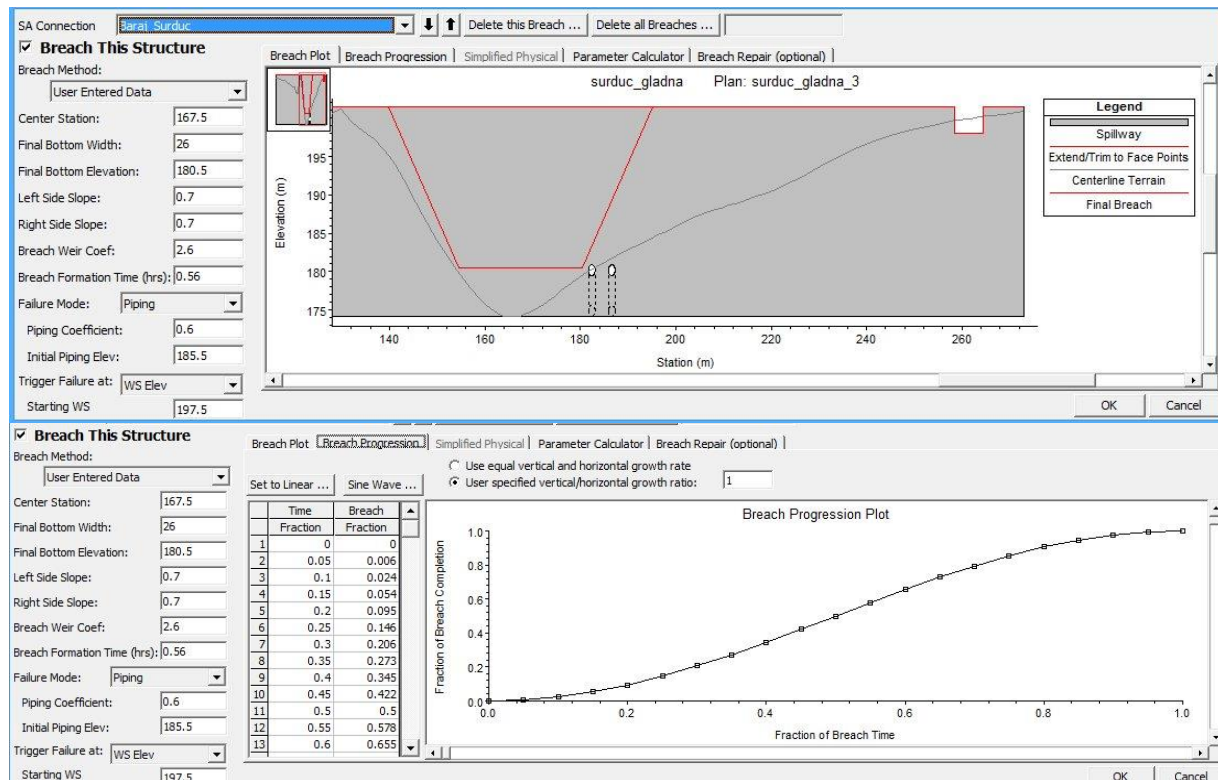 SA Connection Baraj_Surduc Delete this Breach ... Delete all Breaches ...
Breach This Structure
Breach Plot Breach Progression Simplified Physical Parameter Calculator Breach Repair (optional)
Breach Method:
User Entered Data
Center Station: 167.5
Final Bottom Width: 26
Final Bottom Elevation: 180.5
Left Side Slope: 0.7
Right Side Slope: 0.7
Breach Weir Coef: 2.6
Breach Formation Time (hrs): 0.56
Failure Mode: Piping
Piping Coefficient: 0.6
Initial Piping Elev: 185.5
Trigger Failure at: WS Elev
Starting WS 197.5
surduc_gladna Plan: surduc_gladna_3
Elevation (m)
195
190
185
180
175
140 160 180 200 220 240 260
Station (m)
Legend
Spillway
Extend/Trim to Face Points
Centerline Terrain
Final Breach
OK Cancel
Breach This Structure
Breach Plot Breach Progression Simplified Physical Parameter Calculator Breach Repair (optional)
Breach Method:
User Entered Data
Center Station: 167.5
Final Bottom Width: 26
Final Bottom Elevation: 180.5
Left Side Slope: 0.7
Right Side Slope: 0.7
Breach Weir Coef: 2.6
Breach Formation Time (hrs): 0.56
Failure Mode: Piping
Piping Coefficient: 0.6
Initial Piping Elev: 185.5
Trigger Failure at: WS Elev
Starting WS 197.5
Use equal vertical and horizontal growth rate
User specified vertical/horizontal growth ratio: 1
Set to Linear ... Sine Wave ...
Time Breach
Fraction Fraction
1 0 0
2 0.05 0.006
3 0.1 0.024
4 0.15 0.054
5 0.2 0.095
6 0.25 0.146
7 0.3 0.206
8 0.35 0.273
9 0.4 0.345
10 0.45 0.422
11 0.5 0.5
12 0.55 0.578
13 0.6 0.655
Breach Progression Plot
Fraction of Breach Completion
1.0
0.8
0.6
0.4
0.2
0.0
0.0 0.2 0.4 0.6 0.8 1.0
Fraction of Breach Time
OK Cancel